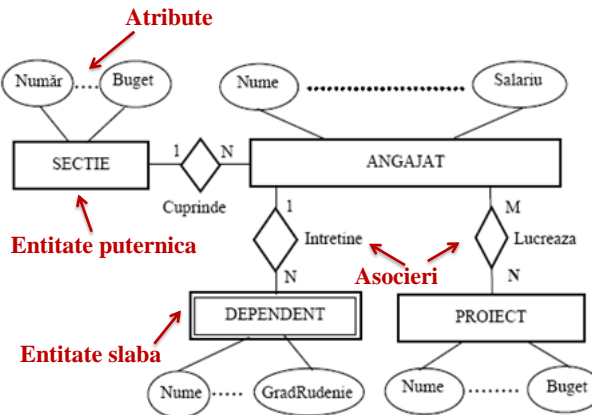 Atribute
Număr ..... Buget
Nume ........................ Salariu
SECTIE
1
N
ANGAJAT
Cuprinde
1
M
Entitate puternica
Intretine
Lucreaza
Asocieri
N
N
DEPENDENT
PROIECT
Entitate slaba
Nume ..... GradRudenie
Nume ........ Buget